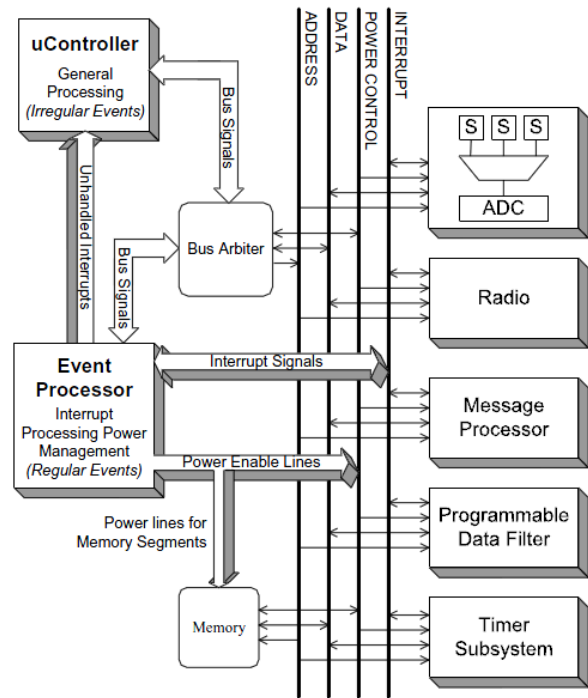 uController
General
Processing
(Irregular Events)
Bus Signals
Unhandled Interrupts
Bus Signals
Bus Arbiter
ADDRESS
DATA
POWER CONTROL
INTERRUPT
S S S
ADC
Radio
Event
Processor
Interrupt
Processing Power
Management
(Regular Events)
Interrupt Signals
Power Enable Lines
Power lines for
Memory Segments
Memory
Message
Processor
Programmable
Data Filter
Timer
Subsystem